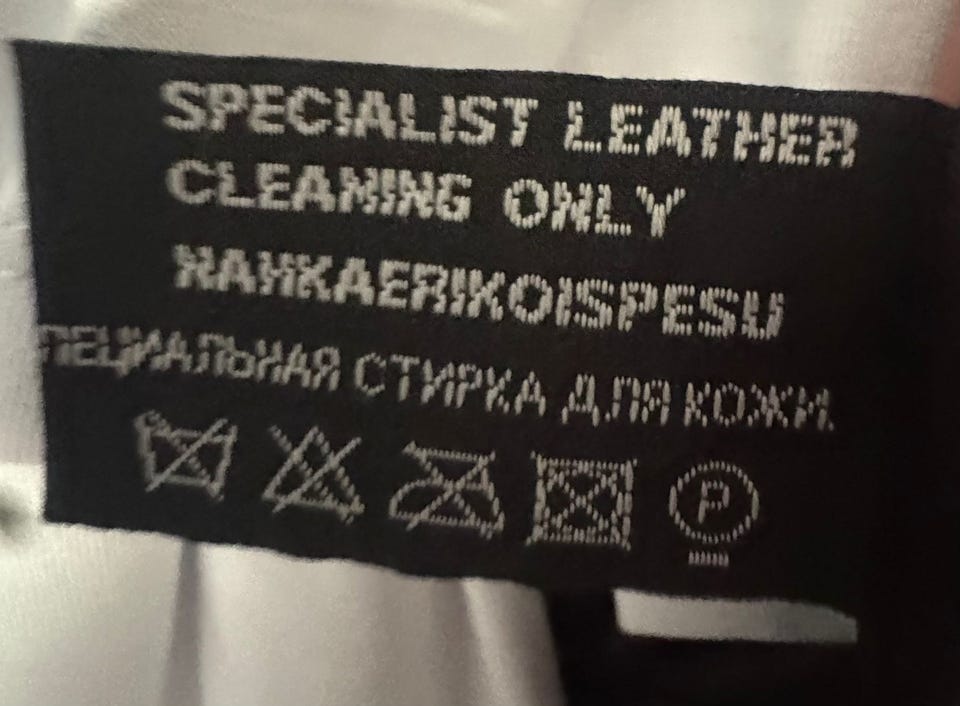 SPECIALIST LEATHER
CLEANING ONLY
NAHKAERIKOISPESU
ПЕЦИАЛЬНАЯ СТИРКА ДЛЯ КОЖИ.
P